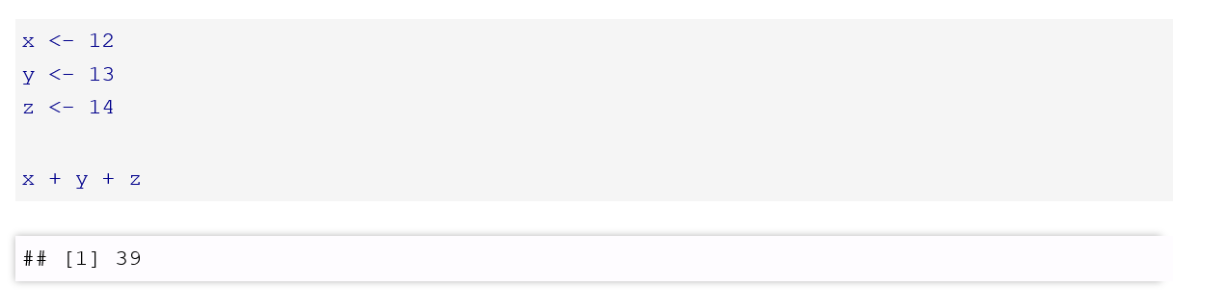 x <- 12
y <- 13
z <- 14
x + y + z
## [1] 39